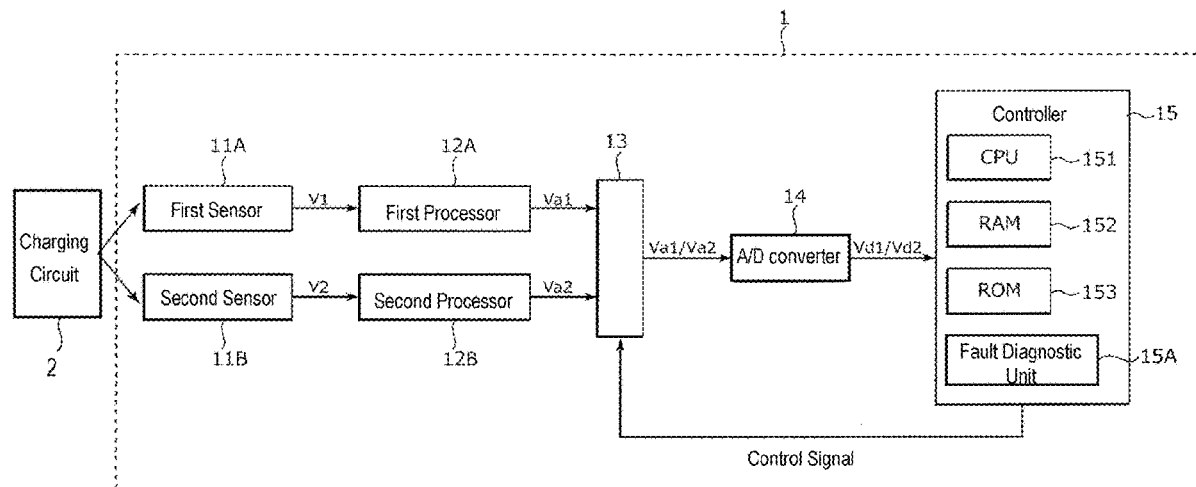 1
Controller
15
CPU
151
RAM
152
ROM
153
Fault Diagnostic
Unit
15A
11A
First Sensor
V1
12A
First Processor
Va1
13
Charging
Circuit
2
Second Sensor
11B
V2
Second Processor
12B
Va2
Va1/Va2
14
A/D converter
Vd1/Vd2
Control Signal